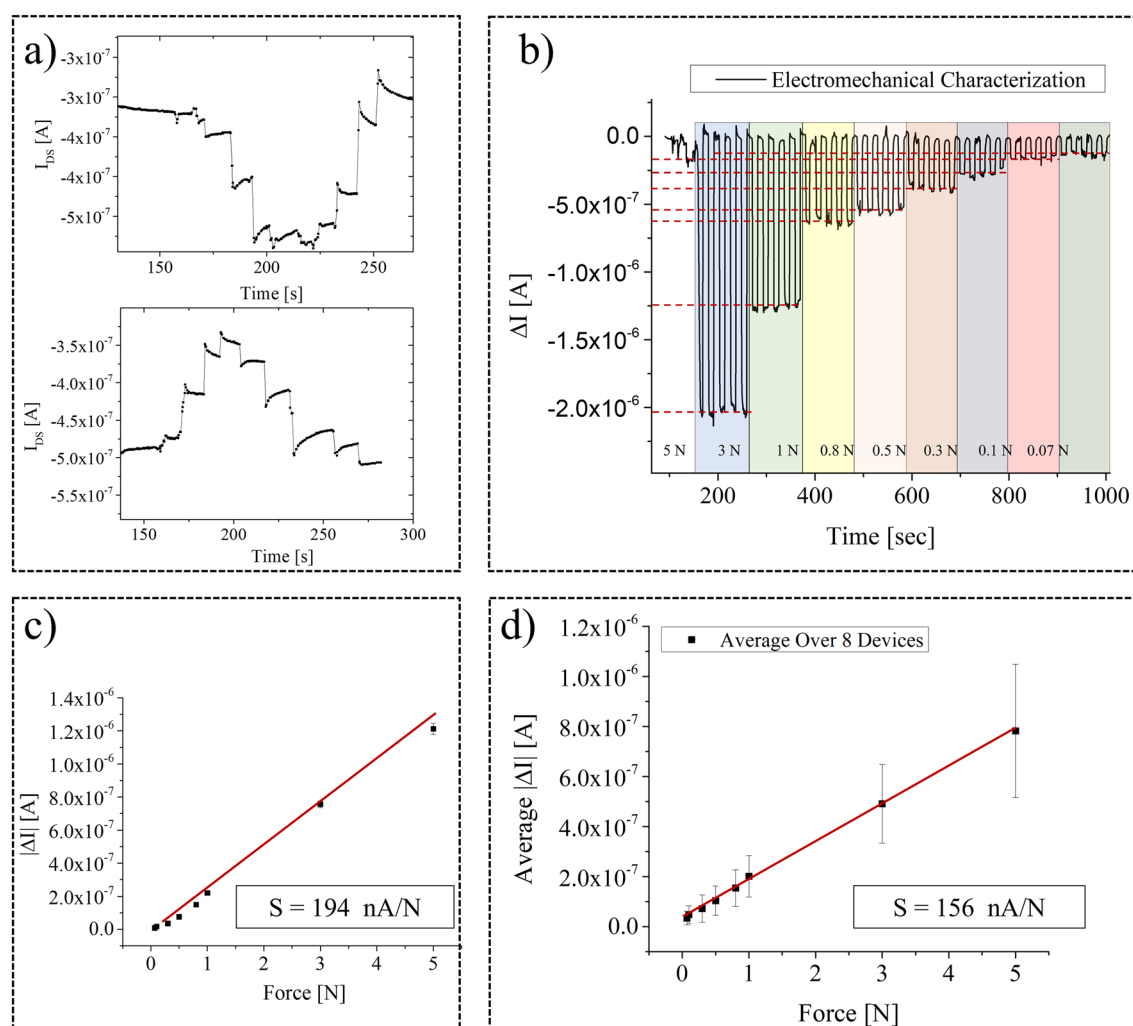 a)
-3x10⁻⁷
-3x10⁻⁷
-4x10⁻⁷
-4x10⁻⁷
-5x10⁻⁷
I_DS [A]
150 200 250
Time [s]
-3.5x10⁻⁷
-4.0x10⁻⁷
-4.5x10⁻⁷
-5.0x10⁻⁷
-5.5x10⁻⁷
I_DS [A]
150 200 250 300
Time [s]
b)
Electromechanical Characterization
0.0
-5.0x10⁻⁷
-1.0x10⁻⁶
-1.5x10⁻⁶
-2.0x10⁻⁶
ΔI [A]
5 N 3 N 1 N 0.8 N 0.5 N 0.3 N 0.1 N 0.07 N
200 400 600 800 1000
Time [sec]
c)
1.4x10⁻⁶
1.2x10⁻⁶
1.0x10⁻⁶
8.0x10⁻⁷
6.0x10⁻⁷
4.0x10⁻⁷
2.0x10⁻⁷
0.0
|ΔI| [A]
S = 194 nA/N
0 1 2 3 4 5
Force [N]
d)
Average Over 8 Devices
1.2x10⁻⁶
1.0x10⁻⁶
8.0x10⁻⁷
6.0x10⁻⁷
4.0x10⁻⁷
2.0x10⁻⁷
0.0
Average |ΔI| [A]
S = 156 nA/N
0 1 2 3 4 5
Force [N]